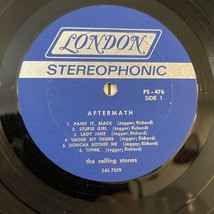 LONDON
STEREOPHONIC
PS-476
SIDE 1
AFTERMATH
1. PAINT IT, BLACK (Jagger; Richard)
2. STUPID GIRL (Jagger; Richard)
3. LADY JANE (Jagger; Richard)
4. UNDER MY THUMB (Jagger; Richard)
5. DONCHA BOTHER ME (Jagger; Richard)
6. THINK (Jagger; Richard)
the rolling stones
ZAL 7329